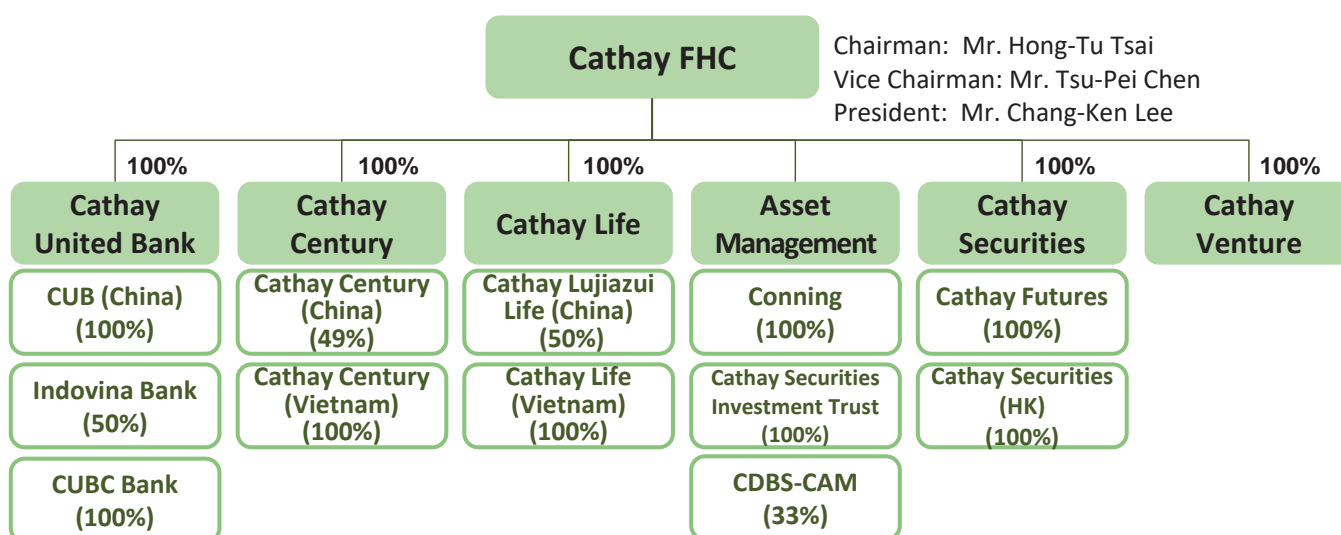 Cathay FHC
Chairman: Mr. Hong-Tu Tsai
Vice Chairman: Mr. Tsu-Pei Chen
President: Mr. Chang-Ken Lee
100%
100%
100%
100%
100%
Cathay
United Bank
Cathay
Century
Cathay Life
Asset
Management
Cathay
Securities
Cathay
Venture
CUB (China)
(100%)
Cathay Century
(China)
(49%)
Cathay Lujiazui
Life (China)
(50%)
Conning
(100%)
Cathay Futures
(100%)
Indovina Bank
(50%)
Cathay Century
(Vietnam)
(100%)
Cathay Life
(Vietnam)
(100%)
Cathay Securities
Investment Trust
(100%)
Cathay Securities
(HK)
(100%)
CUBC Bank
(100%)
CDBS-CAM
(33%)